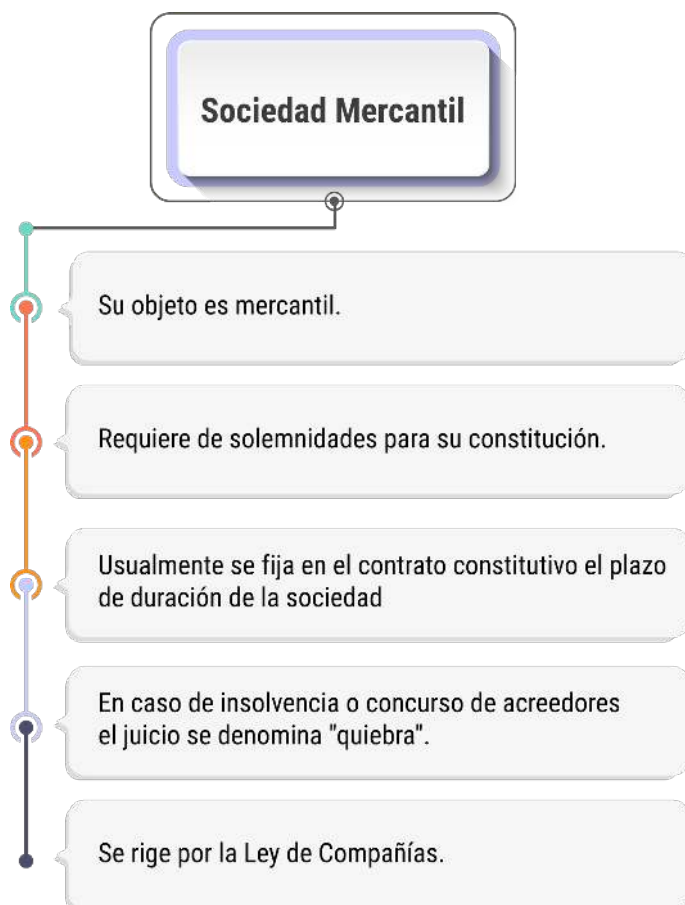 Sociedad Mercantil
Su objeto es mercantil.
Requiere de solemnidades para su constitución.
Usualmente se fija en el contrato constitutivo el plazo
de duración de la sociedad
En caso de insolvencia o concurso de acreedores
el juicio se denomina "quiebra".
Se rige por la Ley de Compañías.